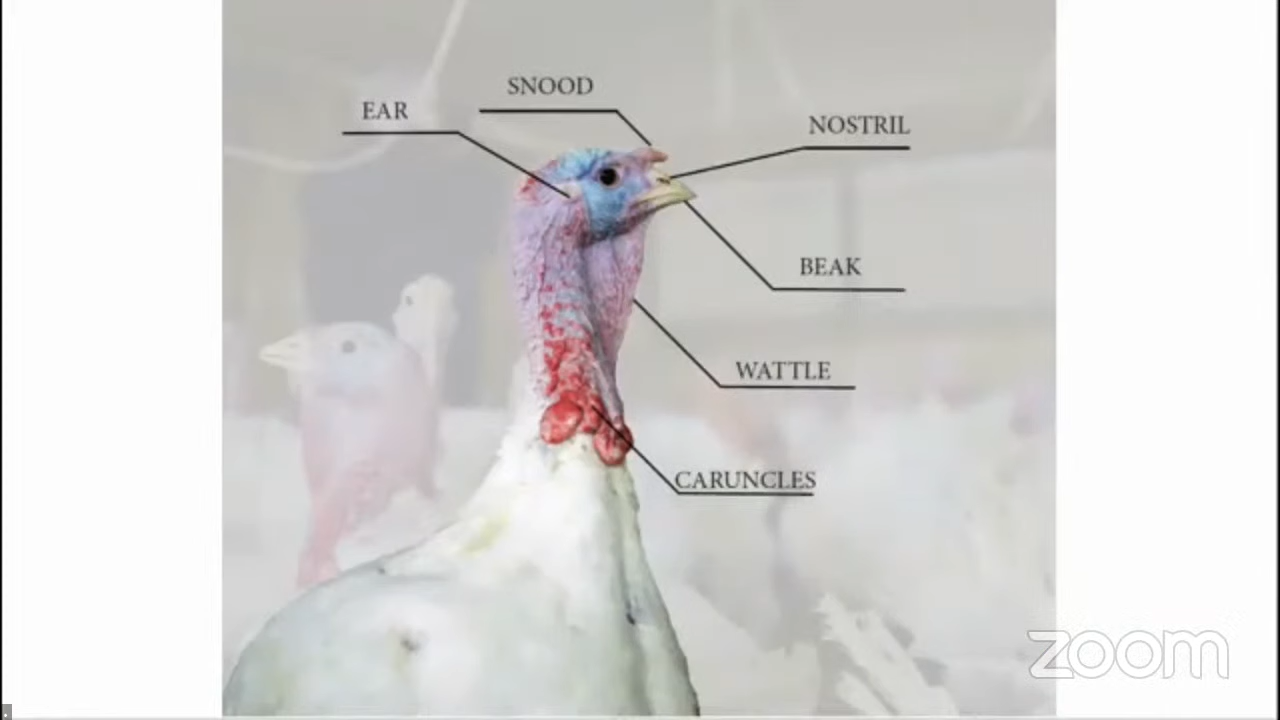 SNOOD
EAR
NOSTRIL
BEAK
WATTLE
CARUNCLES
zoom